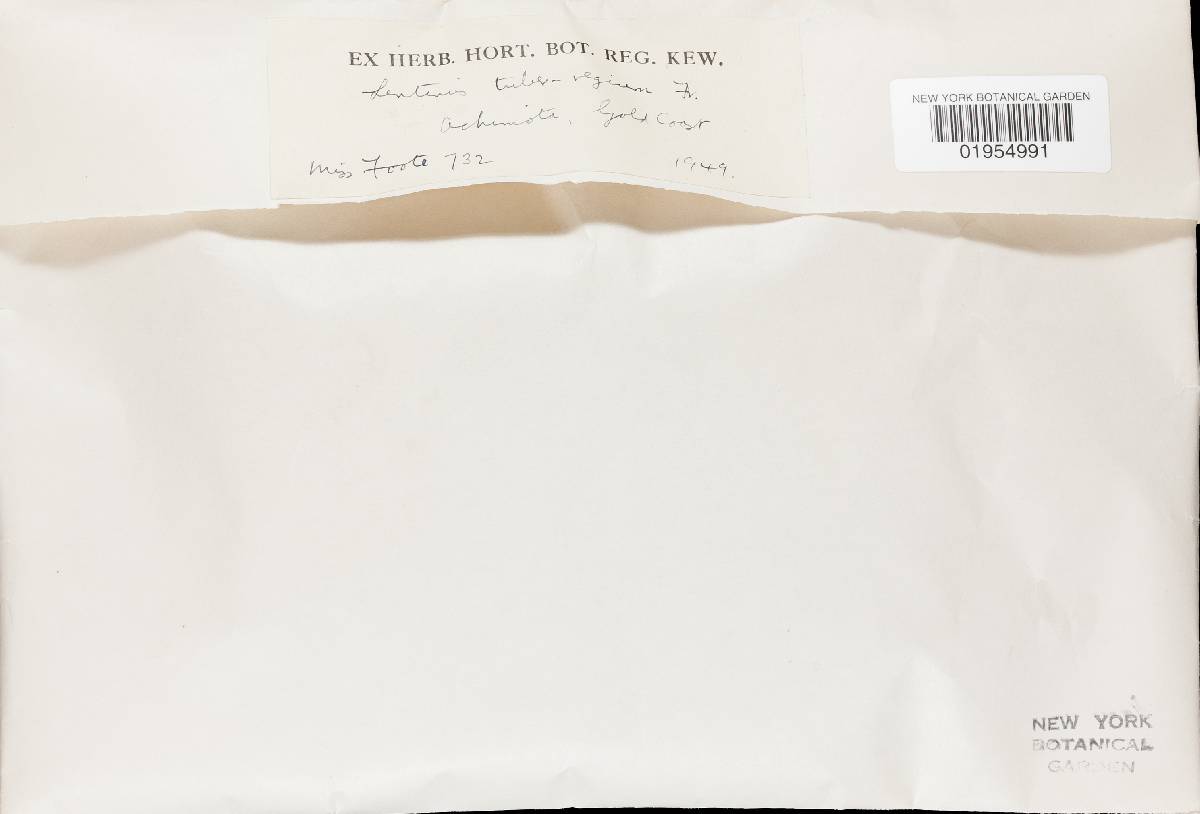 EX HERB. HORT. BOT. REG. KEW.
Lentinus tuber-regium Fr.
Achimota, Gold Coast
Miss Foote 732 1949.
NEW YORK BOTANICAL GARDEN
01954991
NEW YORK
BOTANICAL
GARDEN